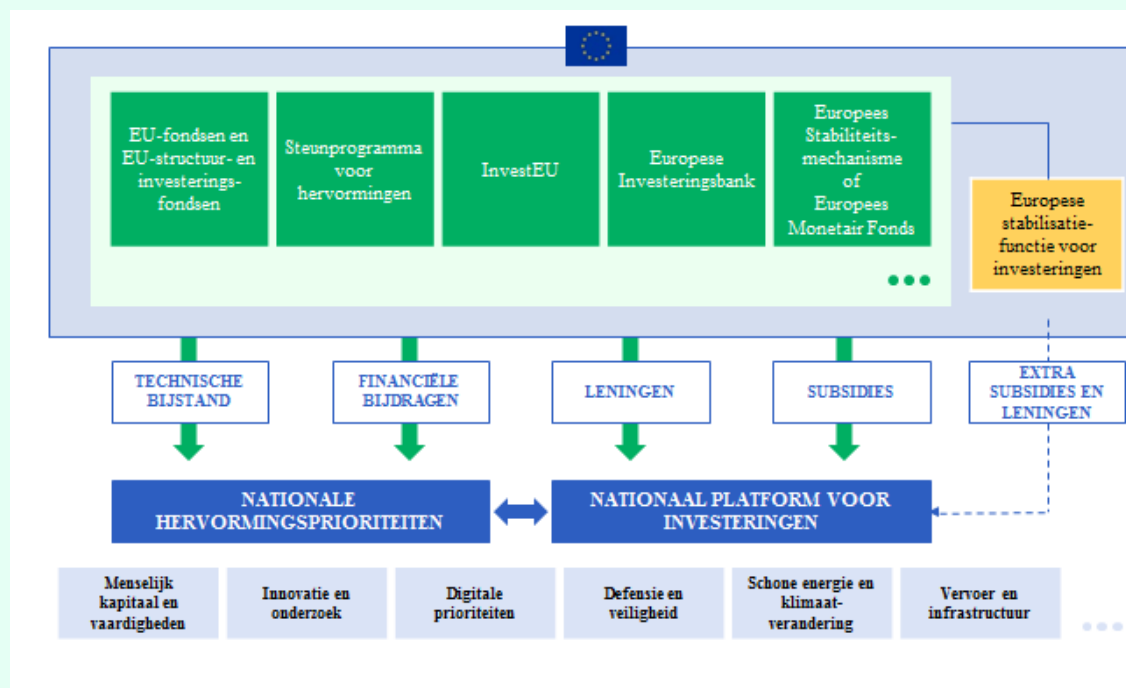 EU-fondsen en
EU-structuur- en
investerings-
fondsen
Steunprogramma
voor
hervormingen
InvestEU
Europese
Investeringsbank
Europees
Stabiliteits-
mechanisme
of
Europees
Monetair Fonds
Europese
stabilisatie-
functie voor
investeringen
TECHNISCHE
BIJSTAND
FINANCIËLE
BIJDRAGEN
LENINGEN
SUBSIDIES
EXTRA
SUBSIDIES EN
LENINGEN
NATIONALE
HERVORMINGSPRIORITEITEN
NATIONAAL PLATFORM VOOR
INVESTERINGEN
Menselijk
kapitaal en
vaardigheden
Innovatie en
onderzoek
Digitale
prioriteiten
Defensie en
veiligheid
Schone energie en
klimaat-
verandering
Vervoer en
infrastructuur